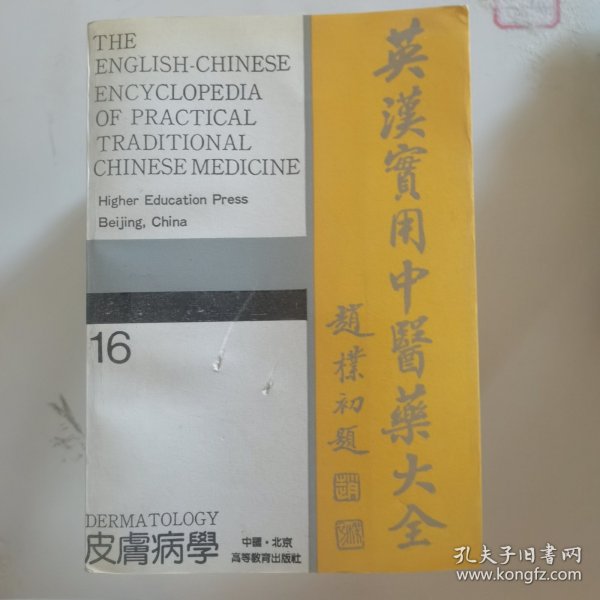 THE
ENGLISH-CHINESE
ENCYCLOPEDIA
OF PRACTICAL
TRADITIONAL
CHINESE MEDICINE
Higher Education Press
Beijing, China
16
DERMATOLOGY
皮膚病學
中國·北京
高等教育出版社
英漢實用中醫藥大全
趙樸初題
孔夫子旧书网
www.kongfz.com